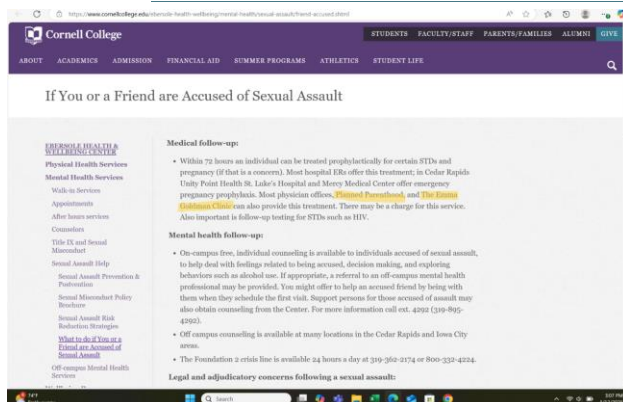 https://www.cornellcollege.edu/ebersole-health-wellbeing/mental-health/sexual-assault/friend-accused.shtml
Cornell College
STUDENTS FACULTY/STAFF PARENTS/FAMILIES ALUMNI GIVE
ABOUT ACADEMICS ADMISSION FINANCIAL AID SUMMER PROGRAMS ATHLETICS STUDENT LIFE
If You or a Friend are Accused of Sexual Assault
EBERSOLE HEALTH &
WELLBEING CENTER
Physical Health Services
Mental Health Services
Walk-in Services
Appointments
After hours services
Counselors
Title IX and Sexual
Misconduct
Sexual Assault Help
Sexual Assault Prevention &
Postvention
Sexual Misconduct Policy
Brochure
Sexual Assault Risk
Reduction Strategies
What to do if You or a
Friend are Accused of
Sexual Assault
Off-campus Mental Health
Services
Medical follow-up:
• Within 72 hours an individual can be treated prophylactically for certain STDs and
pregnancy (if that is a concern). Most hospital ERs offer this treatment; in Cedar Rapids
Unity Point Health St. Luke's Hospital and Mercy Medical Center offer emergency
pregnancy prophylaxis. Most physician offices, Planned Parenthood, and The Emma
Goldman Clinic can also provide this treatment. There may be a charge for this service.
Also important is follow-up testing for STDs such as HIV.
Mental health follow-up:
• On-campus free, individual counseling is available to individuals accused of sexual assault,
to help deal with feelings related to being accused, decision making, and exploring
behaviors such as alcohol use. If appropriate, a referral to an off-campus mental health
professional may be provided. You might offer to help an accused friend by being with
them when they schedule the first visit. Support persons for those accused of assault may
also obtain counseling from the Center. For more information call ext. 4292 (319-895-
4292).
• Off campus counseling is available at many locations in the Cedar Rapids and Iowa City
areas.
• The Foundation 2 crisis line is available 24 hours a day at 319-362-2174 or 800-332-4224.
Legal and adjudicatory concerns following a sexual assault:
Search